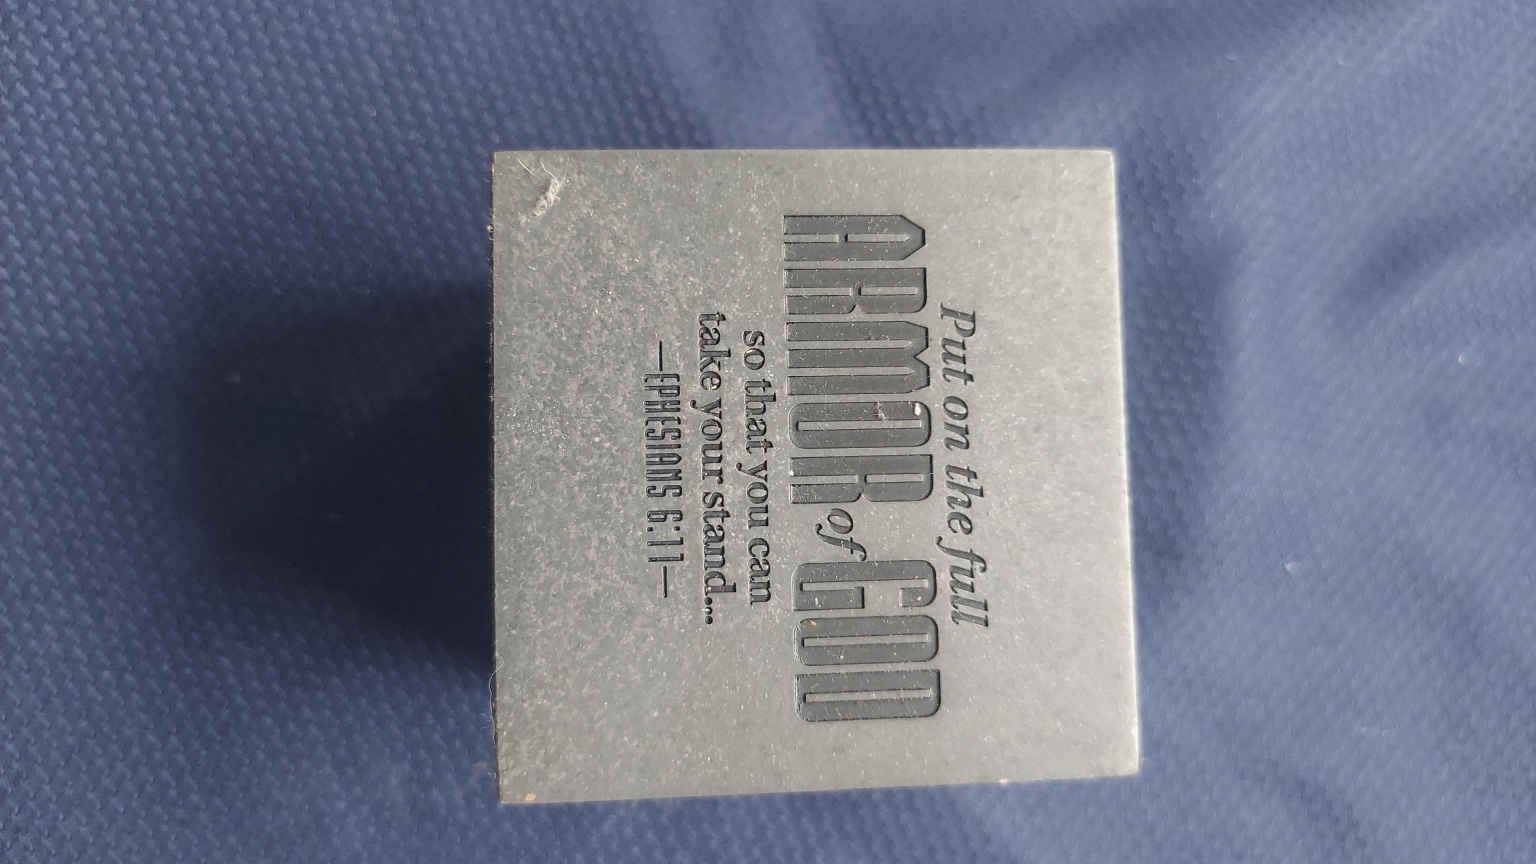 Put on the full
ARMOR of GOD
so that you can
take your stand...
—EPHESIANS 6:11—